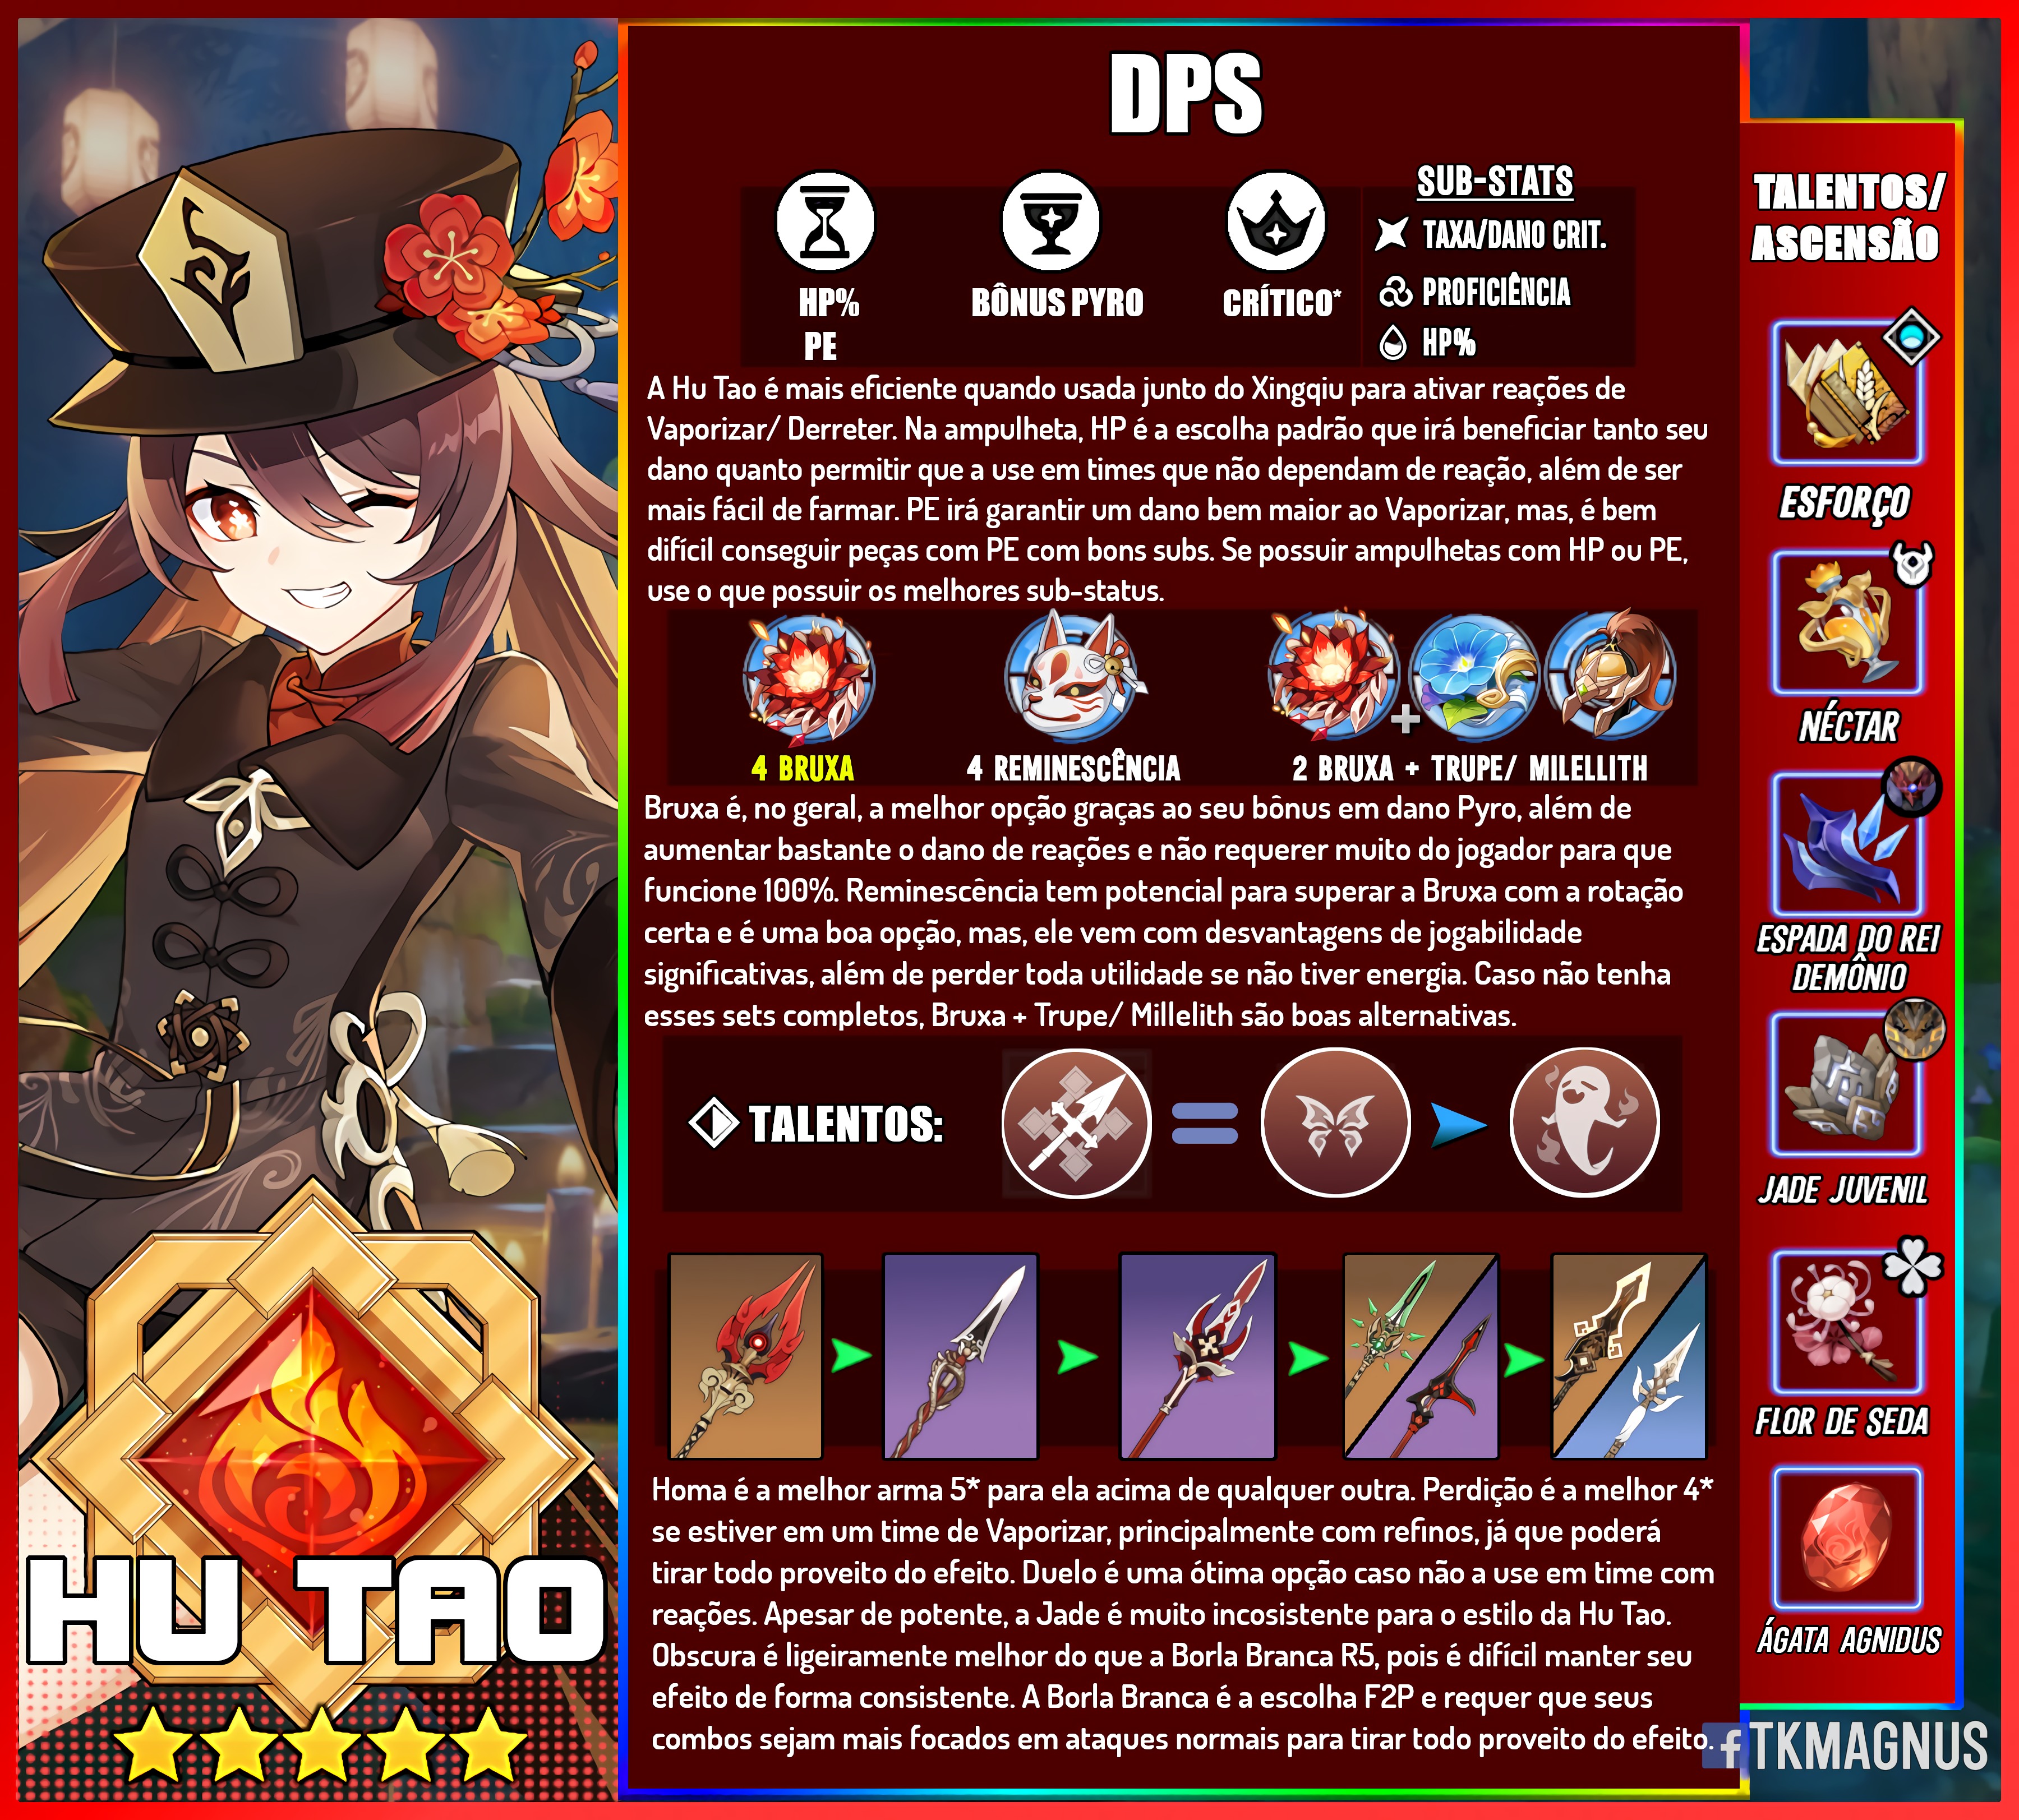 DPS
HP%
PE
BÔNUS PYRO
CRÍTICO*
SUB-STATS
TAXA/DANO CRIT.
PROFICIÊNCIA
HP%
A Hu Tao é mais eficiente quando usada junto do Xingqiu para ativar reações de
Vaporizar/ Derreter. Na ampulheta, HP é a escolha padrão que irá beneficiar tanto seu
dano quanto permitir que a use em times que não dependam de reação, além de ser
mais fácil de farmar. PE irá garantir um dano bem maior ao Vaporizar, mas, é bem
difícil conseguir peças com PE com bons subs. Se possuir ampulhetas com HP ou PE,
use o que possuir os melhores sub-status.
4 BRUXA
4 REMINESCÊNCIA
2 BRUXA + TRUPE/ MILELLITH
Bruxa é, no geral, a melhor opção graças ao seu bônus em dano Pyro, além de
aumentar bastante o dano de reações e não requerer muito do jogador para que
funcione 100%. Reminescência tem potencial para superar a Bruxa com a rotação
certa e é uma boa opção, mas, ele vem com desvantagens de jogabilidade
significativas, além de perder toda utilidade se não tiver energia. Caso não tenha
esses sets completos, Bruxa + Trupe/ Millelith são boas alternativas.
TALENTOS:
Homa é a melhor arma 5* para ela acima de qualquer outra. Perdição é a melhor 4*
se estiver em um time de Vaporizar, principalmente com refinos, já que poderá
tirar todo proveito do efeito. Duelo é uma ótima opção caso não a use em time com
reações. Apesar de potente, a Jade é muito incosistente para o estilo da Hu Tao.
Obscura é ligeiramente melhor do que a Borla Branca R5, pois é difícil manter seu
efeito de forma consistente. A Borla Branca é a escolha F2P e requer que seus
combos sejam mais focados em ataques normais para tirar todo proveito do efeito.
TALENTOS/
ASCENSÃO
ESFORÇO
NÉCTAR
ESPADA DO REI
DEMÔNIO
JADE JUVENIL
FLOR DE SEDA
ÁGATA AGNIDUS
HU TAO
f TKMAGNUS